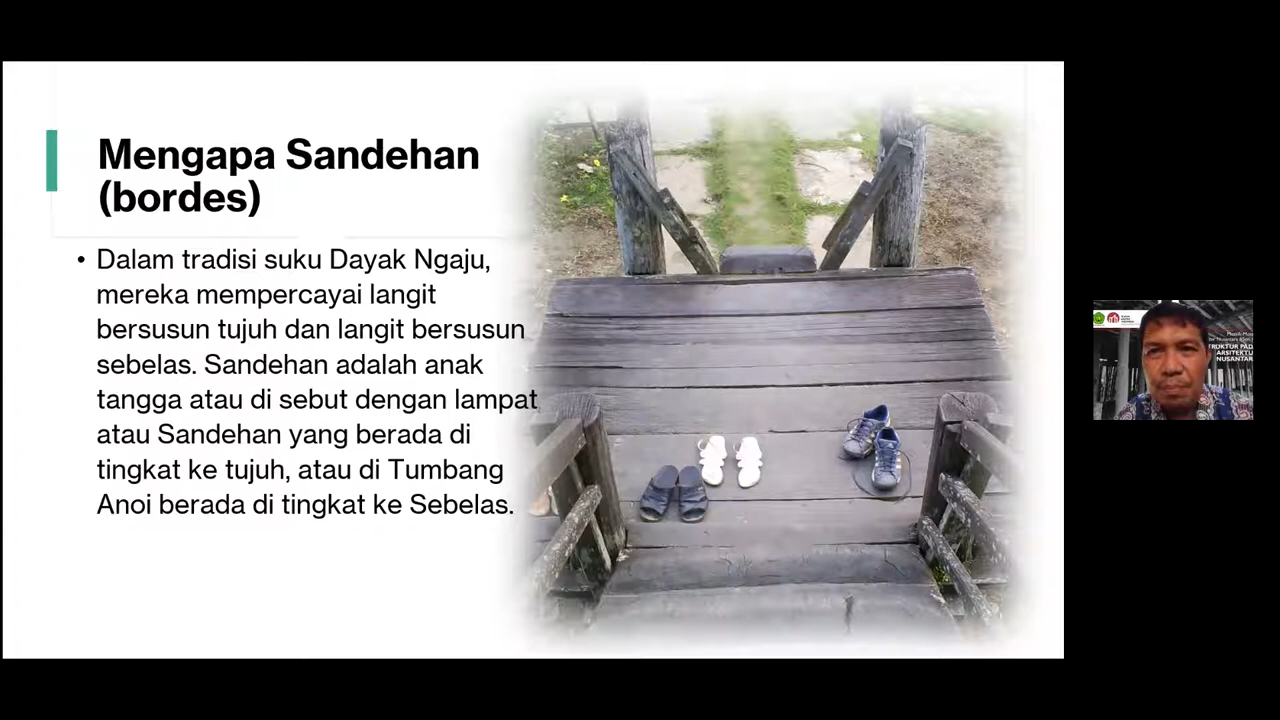 Mengapa Sandehan
(bordes)
• Dalam tradisi suku Dayak Ngaju,
mereka mempercayai langit
bersusun tujuh dan langit bersusun
sebelas. Sandehan adalah anak
tangga atau di sebut dengan lampat
atau Sandehan yang berada di
tingkat ke tujuh, atau di Tumbang
Anoi berada di tingkat ke Sebelas.
NUSANTARA